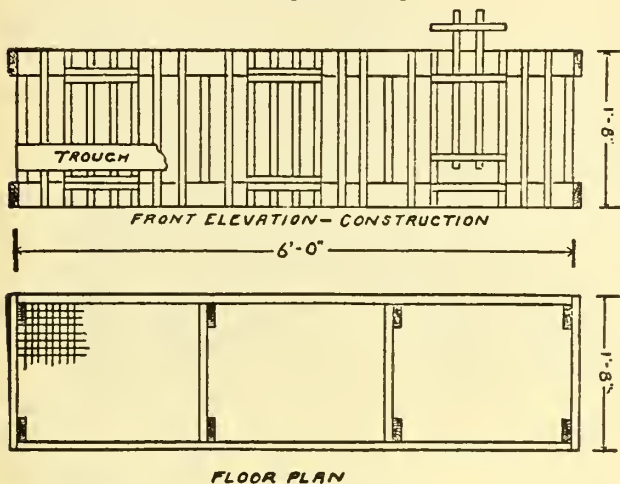 TROUGH
1'-8"
FRONT ELEVATION- CONSTRUCTION
6'-0"
1'-8"
FLOOR PLAN